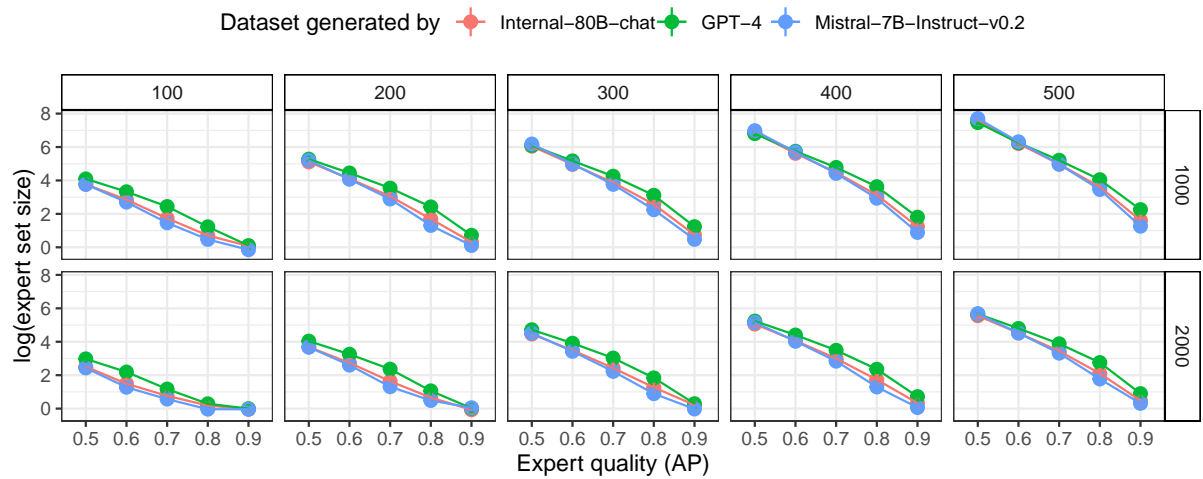 Dataset generated by Internal−80B−chat GPT−4 Mistral−7B−Instruct−v0.2
100 200 300 400 500
8
6
4
2
0
1000
8
6
4
2
0
2000
log(expert set size)
0.5 0.6 0.7 0.8 0.9 0.5 0.6 0.7 0.8 0.9 0.5 0.6 0.7 0.8 0.9 0.5 0.6 0.7 0.8 0.9 0.5 0.6 0.7 0.8 0.9
Expert quality (AP)